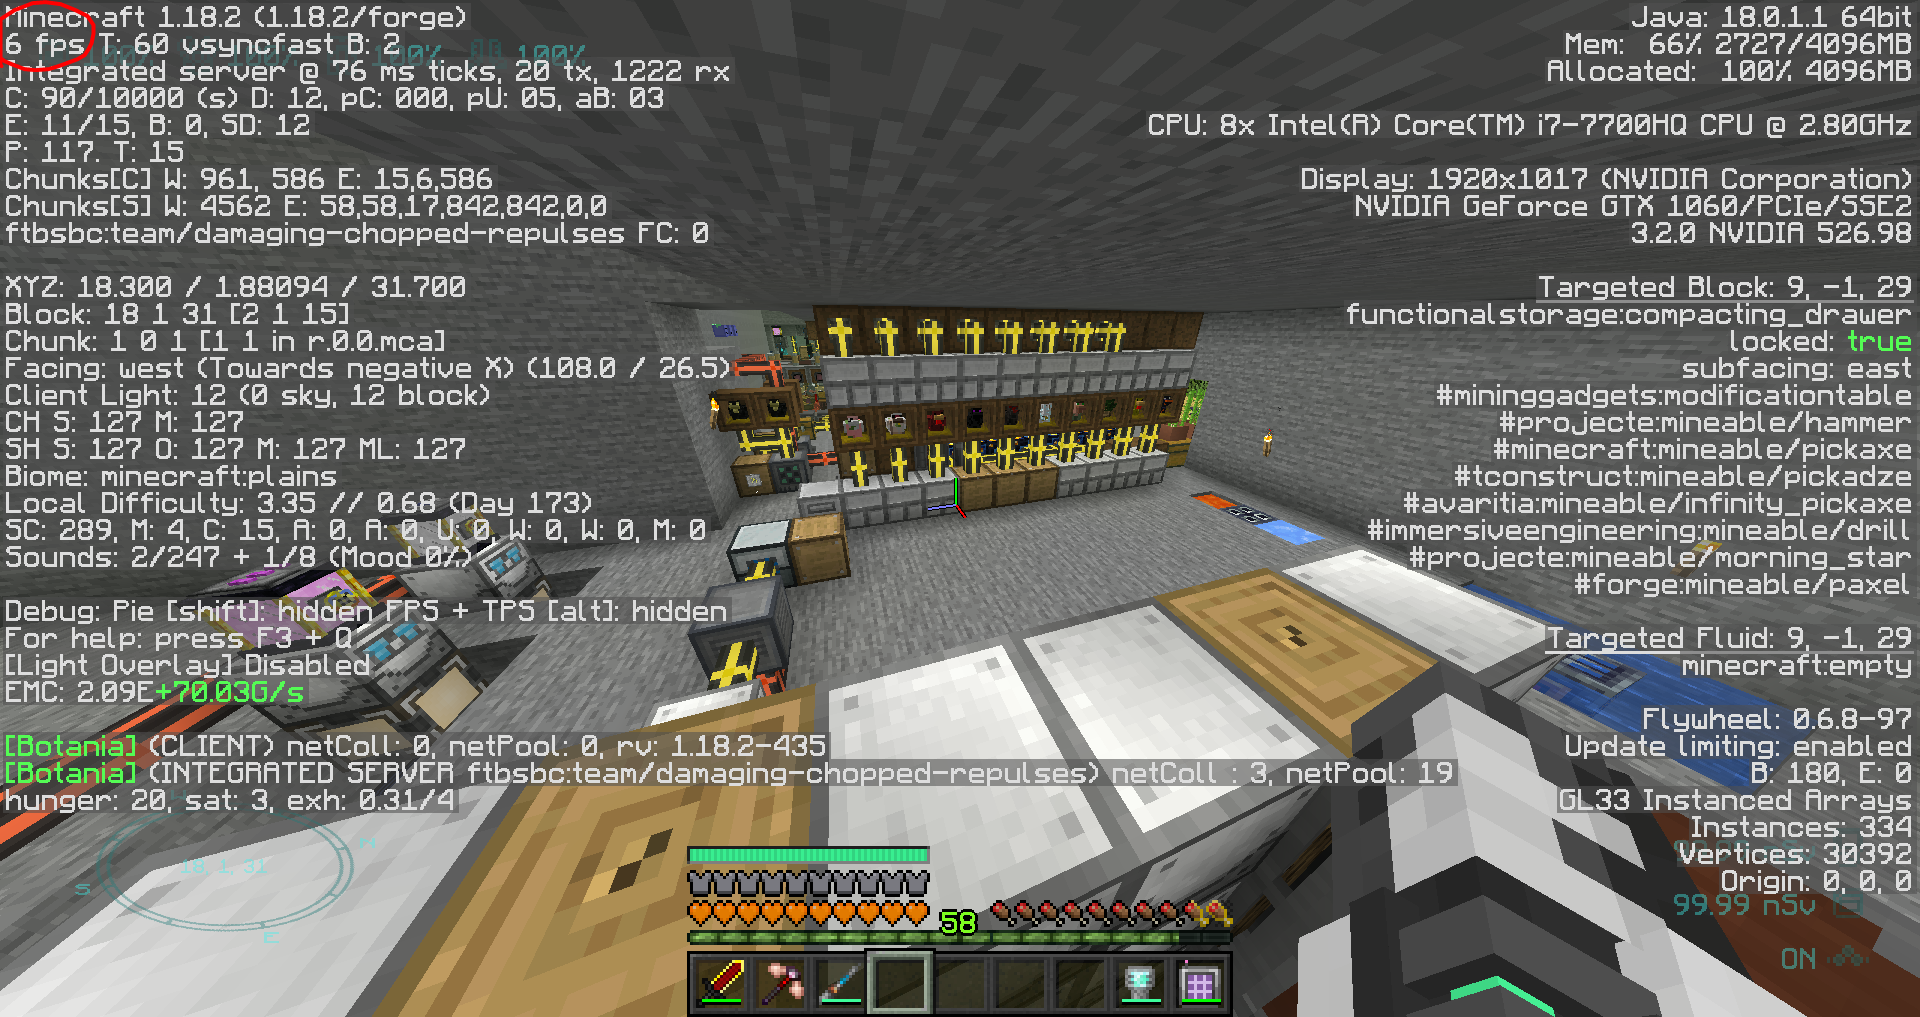 Minecraft 1.18.2 (1.18.2/forge)
6 fps T: 60 vsyncfast B: 2
100% 100% 100% 100%
Integrated server @ 76 ms ticks, 20 tx, 1222 rx
C: 90/10000 (s) D: 12, pC: 000, pU: 05, aB: 03
E: 11/15, B: 0, SD: 12
P: 117. T: 15
Chunks[C] W: 961, 586 E: 15,6,586
Chunks[S] W: 4562 E: 58,58,17,842,842,0,0
ftbsbc:team/damaging-chopped-repulses FC: 0
XYZ: 18.300 / 1.88094 / 31.700
Block: 18 1 31 [2 1 15]
Chunk: 1 0 1 [1 1 in r.0.0.mca]
Facing: west (Towards negative X) (108.0 / 26.5)
Client Light: 12 (0 sky, 12 block)
CH S: 127 M: 127
SH S: 127 O: 127 M: 127 ML: 127
Biome: minecraft:plains
Local Difficulty: 3.35 // 0.68 (Day 173)
SC: 289, M: 4, C: 15, A: 0, A: 0, U: 0, W: 0, W: 0, M: 0
Sounds: 2/247 + 1/8 (Mood 0%)
Debug: Pie [shift]: hidden FPS + TPS [alt]: hidden
For help: press F3 + Q
[Light Overlay] Disabled
EMC: 2.09E+70.03G/s
[Botania] (CLIENT) netColl: 0, netPool: 0, rv: 1.18.2-435
[Botania] (INTEGRATED SERVER ftbsbc:team/damaging-chopped-repulses) netColl : 3, netPool: 19
hunger: 20, sat: 3, exh: 0.31/4
Java: 18.0.1.1 64bit
Mem: 66% 2727/4096MB
Allocated: 100% 4096MB
CPU: 8x Intel(R) Core(TM) i7-7700HQ CPU @ 2.80GHz
Display: 1920x1017 (NVIDIA Corporation)
NVIDIA GeForce GTX 1060/PCIe/SSE2
3.2.0 NVIDIA 526.98
Targeted Block: 9, -1, 29
functionalstorage:compacting_drawer
locked: true
subfacing: east
#mininggadgets:modificationtable
#projecte:mineable/hammer
#minecraft:mineable/pickaxe
#tconstruct:mineable/pickadze
#avaritia:mineable/infinity_pickaxe
#immersiveengineering:mineable/drill
#projecte:mineable/morning_star
#forge:mineable/paxel
Targeted Fluid: 9, -1, 29
minecraft:empty
Flywheel: 0.6.8-97
Update limiting: enabled
B: 180, E: 0
GL33 Instanced Arrays
Instances: 334
Vertices: 30392
Origin: 0, 0, 0
99.99 nSv
ON
N
18, 1, 31
S
E
58